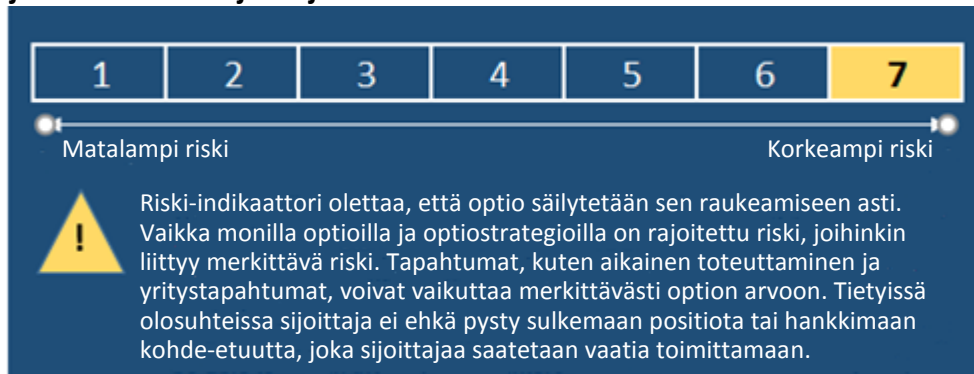 1 2 3 4 5 6 7
Matalampi riski Korkeampi riski
Riski-indikaattori olettaa, että optio säilytetään sen raukeamiseen asti.
! Vaikka monilla optioilla ja optiostrategioilla on rajoitettu riski, joihinkin
liittyy merkittävä riski. Tapahtumat, kuten aikainen toteuttaminen ja
yritystapahtumat, voivat vaikuttaa merkittävästi option arvoon. Tietyissä
olosuhteissa sijoittaja ei ehkä pysty sulkemaan positiota tai hankkimaan
kohde-etuutta, joka sijoittajaa saatetaan vaatia toimittamaan.